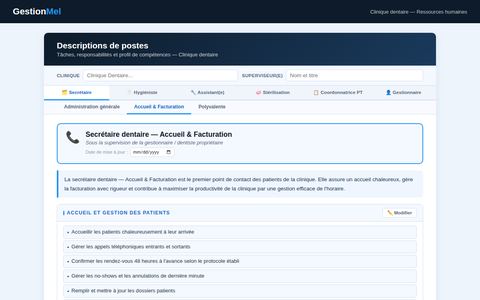 GestionMel
Clinique dentaire — Ressources humaines
Descriptions de postes
Tâches, responsabilités et profil de compétences — Clinique dentaire
CLINIQUE Clinique Dentaire... SUPERVISEUR(E) Nom et titre
Secrétaire Hygiéniste Assistant(e) Stérilisation Coordonnatrice PT Gestionnaire
Administration générale Accueil & Facturation Polyvalente
Secrétaire dentaire — Accueil & Facturation
Sous la supervision de la gestionnaire / dentiste propriétaire
Date de mise à jour : mm/dd/yyyy
La secrétaire dentaire — Accueil & Facturation est le premier point de contact des patients de la clinique. Elle assure un accueil chaleureux, gère
la facturation avec rigueur et contribue à maximiser la productivité de la clinique par une gestion efficace de l'horaire.
ACCUEIL ET GESTION DES PATIENTS
Modifier
• Accueillir les patients chaleureusement à leur arrivée
• Gérer les appels téléphoniques entrants et sortants
• Confirmer les rendez-vous 48 heures à l'avance selon le protocole établi
• Gérer les no-shows et les annulations de dernière minute
• Remplir et mettre à jour les dossiers patients